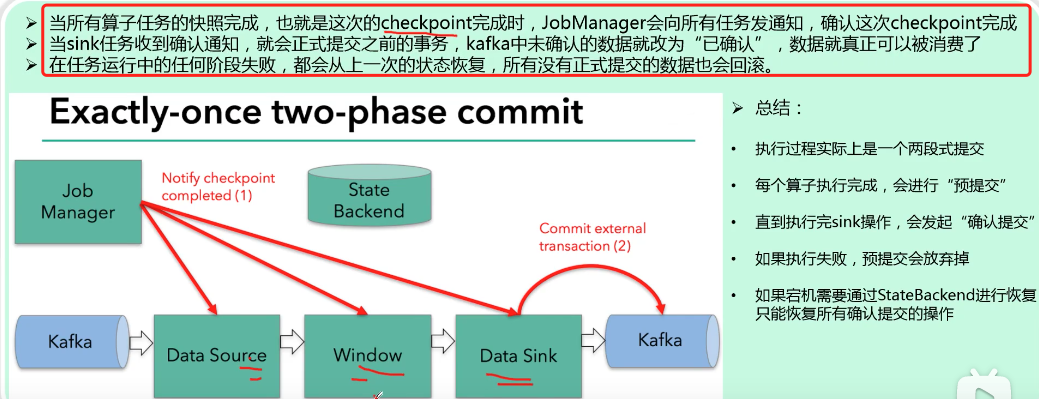 当所有算子任务的快照完成，也就是这次的checkpoint完成时，JobManager会向所有任务发通知，确认这次checkpoint完成
当sink任务收到确认通知，就会正式提交之前的事务，kafka中未确认的数据就改为“已确认”，数据就真正可以被消费了
在任务运行中的任何阶段失败，都会从上一次的状态恢复，所有没有正式提交的数据也会回滚。
Exactly-once two-phase commit
Job
Manager
Notify checkpoint
completed (1)
State
Backend
Commit external
transaction (2)
Kafka
Data Source
Window
Data Sink
Kafka
总结：
执行过程实际上是一个两段式提交
每个算子执行完成，会进行“预提交”
直到执行完sink操作，会发起“确认提交”
如果执行失败，预提交会放弃掉
如果宕机需要通过StateBackend进行恢复
只能恢复所有确认提交的操作